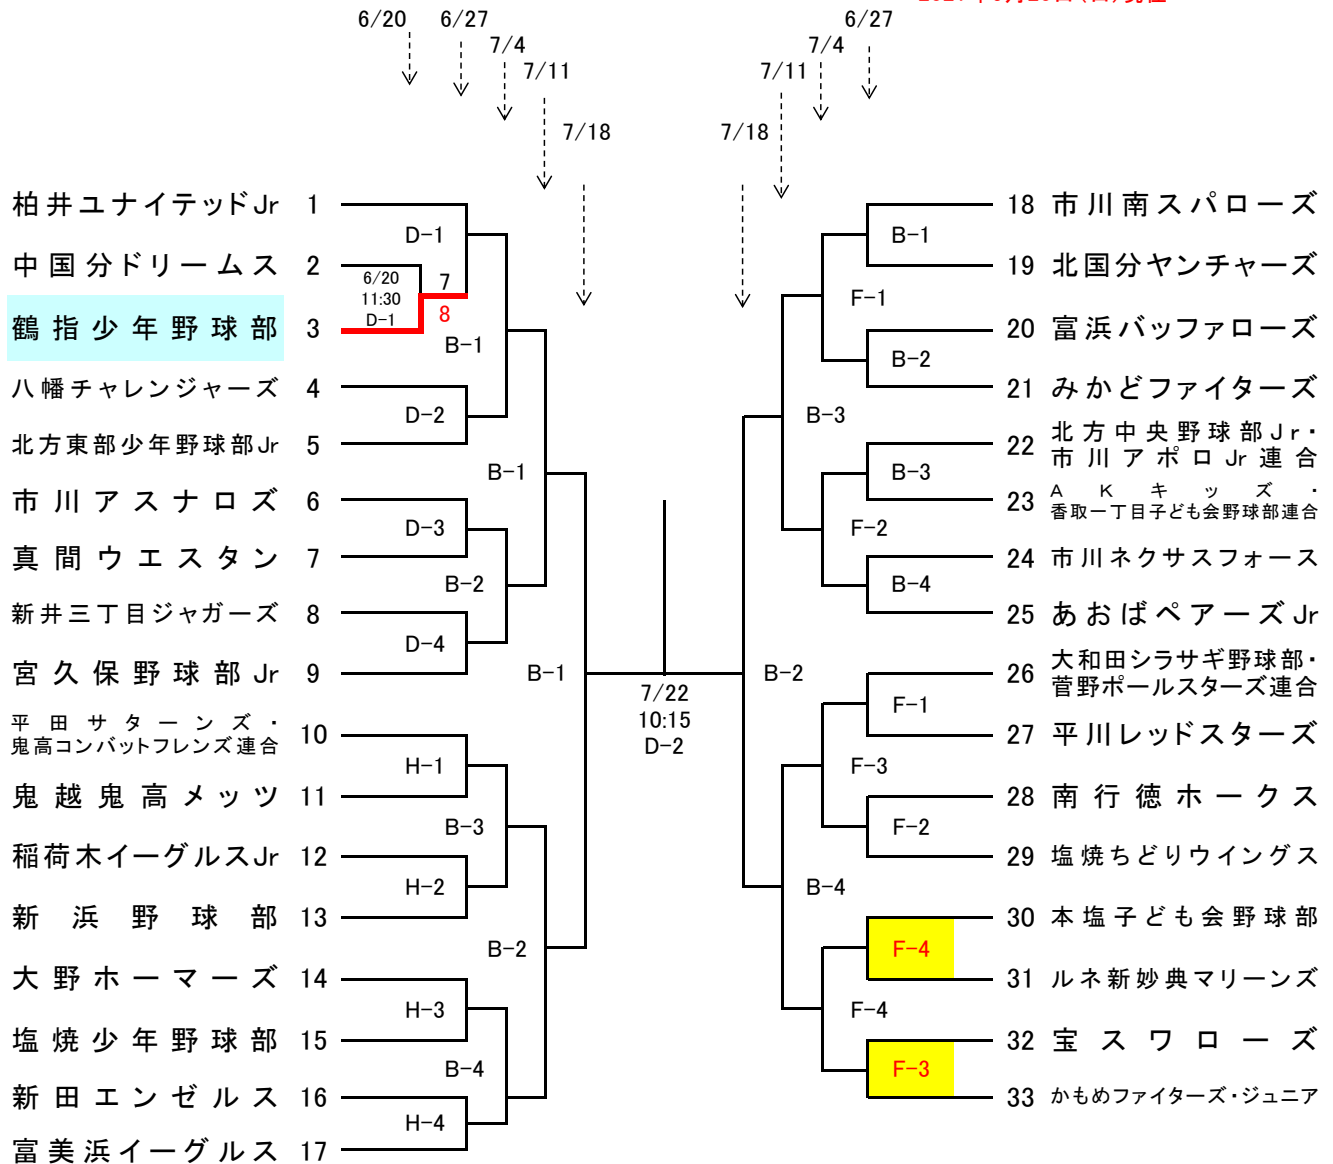 6/20
6/27
7/4
7/11
7/18
6/27
7/4
7/11
7/18
柏井ユナイテッドJr 1
中国分ドリームス 2
鶴指少年野球部 3
八幡チャレンジャーズ 4
北方東部少年野球部Jr 5
市川アスナロズ 6
真間ウエスタン 7
新井三丁目ジャガーズ 8
宮久保野球部Jr 9
平田サターンズ・
鬼高コンバットフレンズ連合 10
鬼越鬼高メッツ 11
稲荷木イーグルスJr 12
新浜野球部 13
大野ホーマーズ 14
塩焼少年野球部 15
新田エンゼルス 16
富美浜イーグルス 17
D-1
6/20
11:30
D-1
7
8
B-1
D-2
B-1
D-3
B-2
D-4
B-1
H-1
B-3
H-2
B-2
H-3
B-4
H-4
7/22
10:15
D-2
B-1
F-1
B-2
B-3
B-3
F-2
B-4
B-2
F-1
F-3
F-2
B-4
F-4
F-4
F-3
18 市川南スパローズ
19 北国分ヤンチャーズ
20 富浜バッファローズ
21 みかどファイターズ
22 北方中央野球部Jr・
市川アポロJr連合
23 AKキッズ・
香取一丁目子ども会野球部連合
24 市川ネクサスフォース
25 あおばベアーズJr
26 大和田シラサギ野球部・
菅野ポールスターズ連合
27 平川レッドスターズ
28 南行徳ホークス
29 塩焼ちどりウイングス
30 本塩子ども会野球部
31 ルネ新妙典マリーンズ
32 宝スワローズ
33 かもめファイターズ・ジュニア